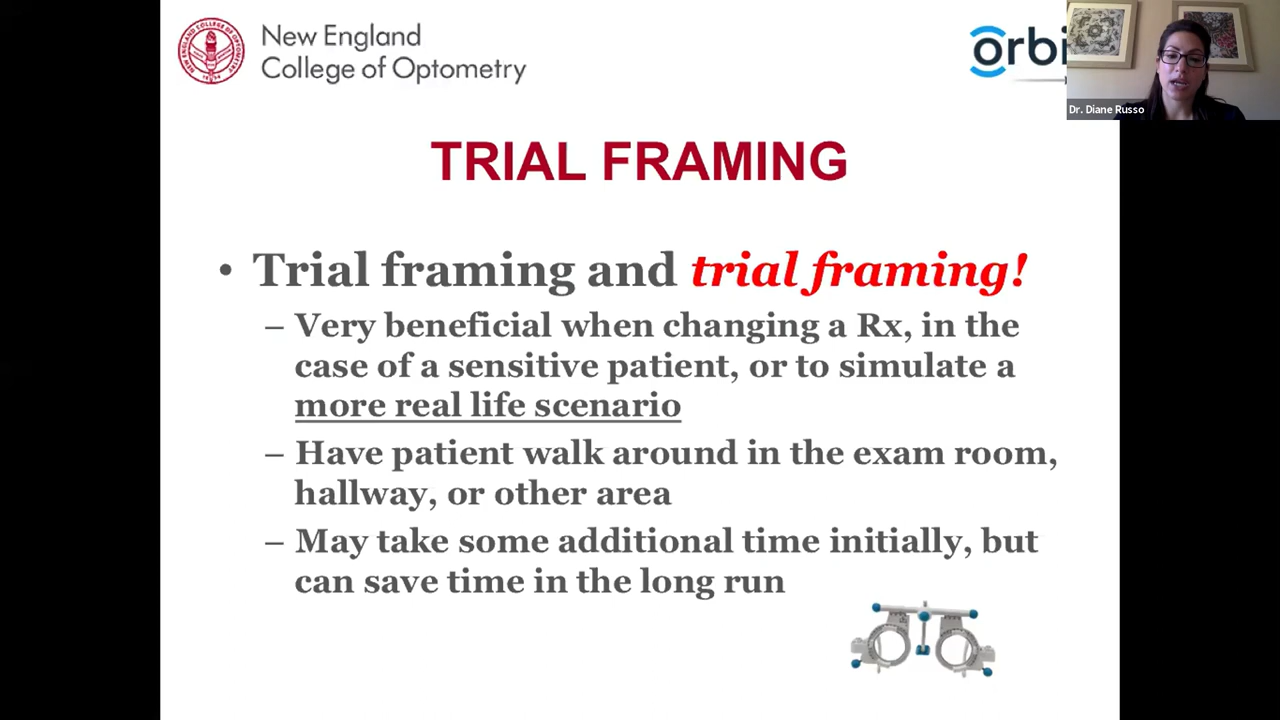 New England
College of Optometry
Dr. Diane Russo
TRIAL FRAMING
• Trial framing and trial framing!
– Very beneficial when changing a Rx, in the
case of a sensitive patient, or to simulate a
more real life scenario
– Have patient walk around in the exam room,
hallway, or other area
– May take some additional time initially, but
can save time in the long run